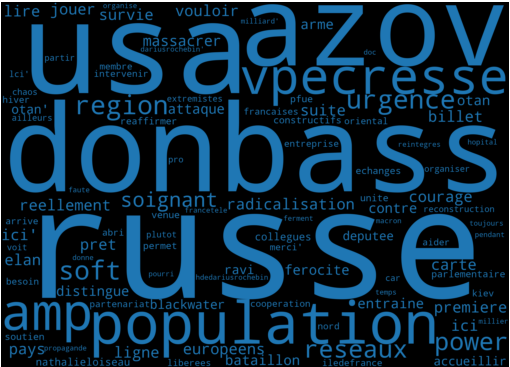 lire jouer organise vouloir milliard' azov
survie arme
dariusrochebin' massacrer
usa
partir membre doc
lci' intervenir vpecresse
chaos extremistes pfue urgence
hiver region francaises suite otan
otan' attaque billet
ailleurs reaffirmer constructifs oriental
donbass
entreprise reintegres
pro echanges organiser hopital
faute soignant unite courage
reellement radicalisation reconstruction
francetele contre
arrive abri venue ferment macron toujours
ici' plutot collegues deputee pendant
voit pret permet merci' aider
russe
elan donne soft ravi ferocite carte
hdedariusrochebin' car parlementaire
besoin pourri
distingue temps kiev
partenariat blackwater cooperation entraine premiere
amp population nord ici millier
soutien power
pays propagande ligne europeens reseaux
nathalieloiseau liberees bataillon iledefrance accueillir